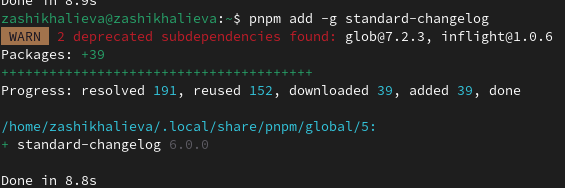 Done in 8.9s
zashikhalieva@zashikhalieva:~$ pnpm add -g standard-changelog
WARN 2 deprecated subdependencies found: glob@7.2.3, inflight@1.0.6
Packages: +39
+++++++++++++++++++++++++++++++++++++++
Progress: resolved 191, reused 152, downloaded 39, added 39, done
/home/zashikhalieva/.local/share/pnpm/global/5:
+ standard-changelog 6.0.0
Done in 8.8s